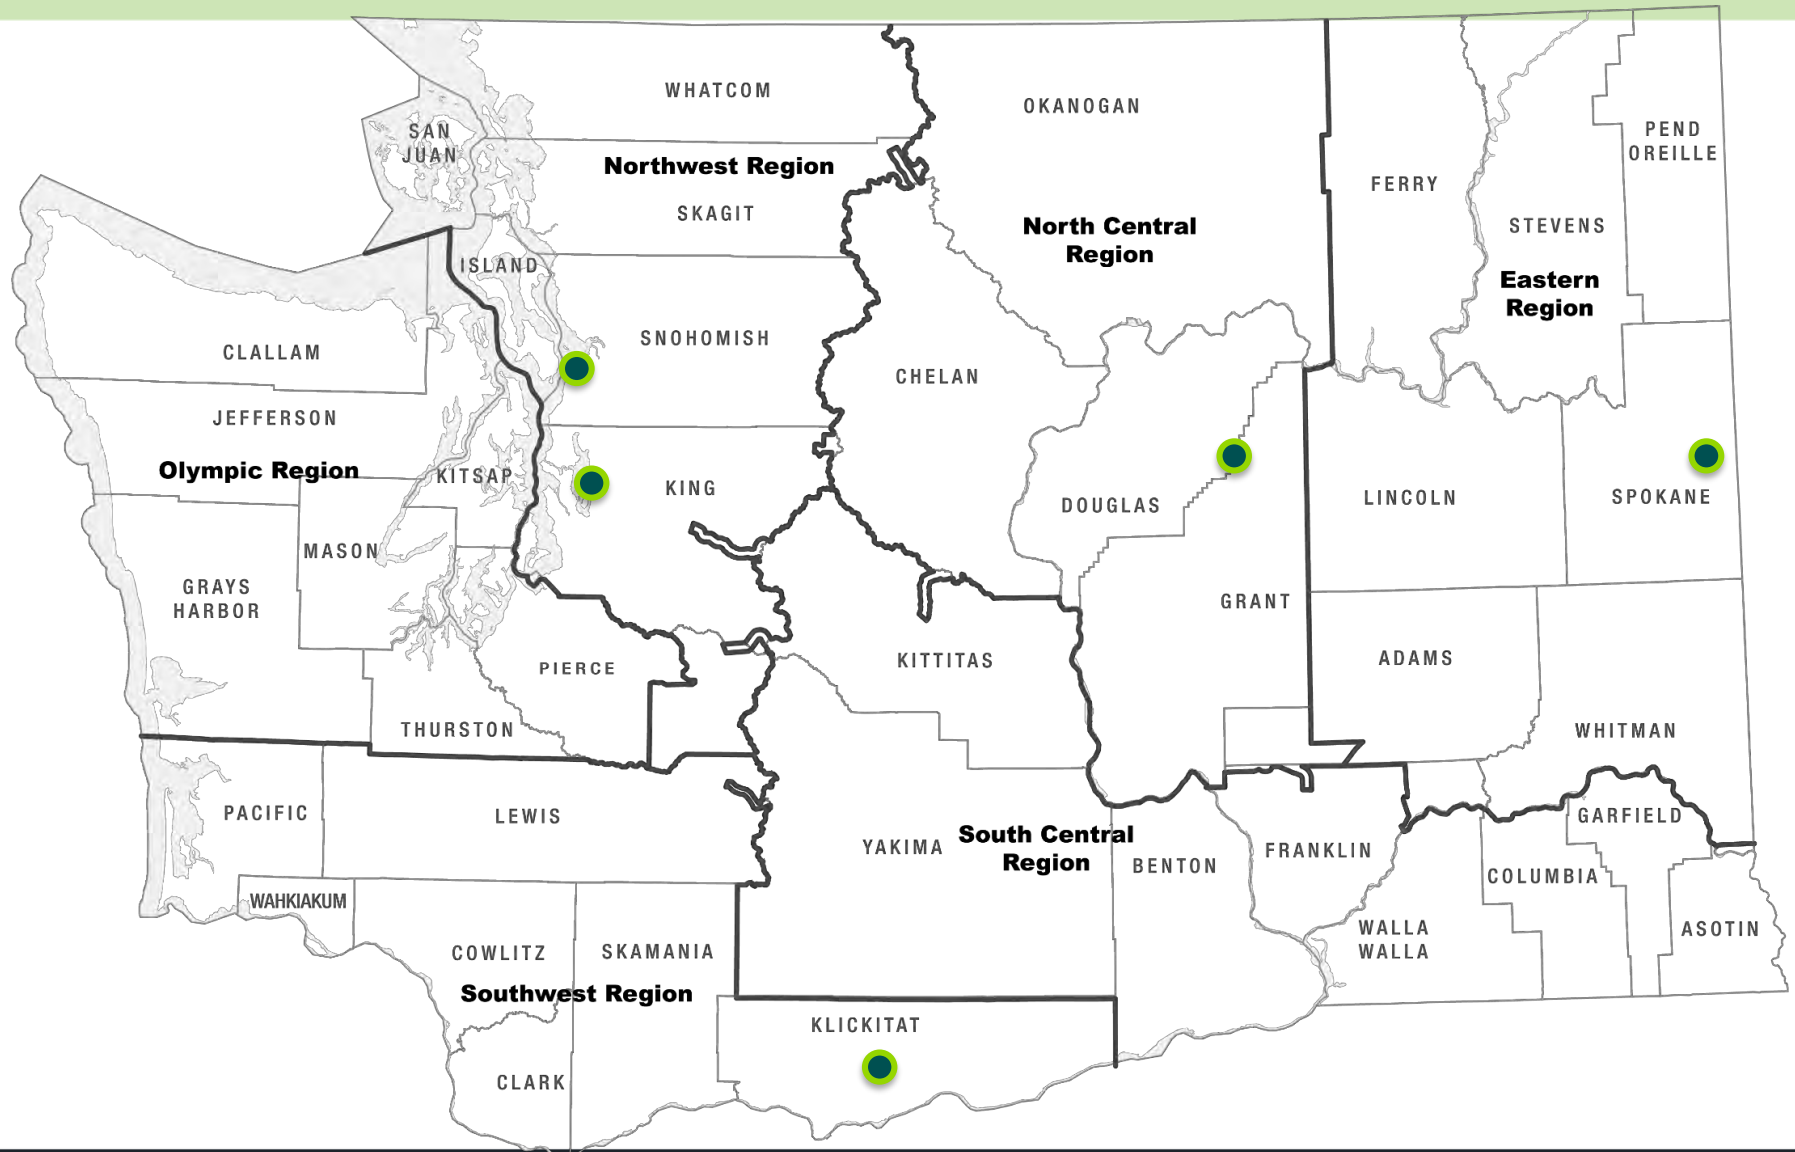 WHATCOM
OKANOGAN
SAN
JUAN
PEND
OREILLE
Northwest Region
FERRY
SKAGIT
North Central
Region
STEVENS
ISLAND
Eastern
Region
SNOHOMISH
CLALLAM
CHELAN
JEFFERSON
Olympic Region
KITSAP
KING
DOUGLAS
LINCOLN
SPOKANE
MASON
GRAYS
HARBOR
GRANT
PIERCE
KITTITAS
ADAMS
THURSTON
WHITMAN
PACIFIC
LEWIS
GARFIELD
YAKIMA
South Central
Region
BENTON
FRANKLIN
COLUMBIA
WAHKIAKUM
WALLA
WALLA
ASOTIN
COWLITZ
SKAMANIA
Southwest Region
KLICKITAT
CLARK